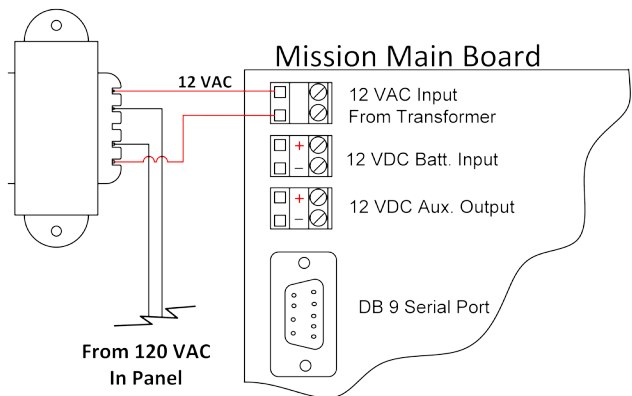 Mission Main Board
12 VAC
12 VAC Input
From Transformer
+
12 VDC Batt. Input
–
+
12 VDC Aux. Output
–
DB 9 Serial Port
From 120 VAC
In Panel